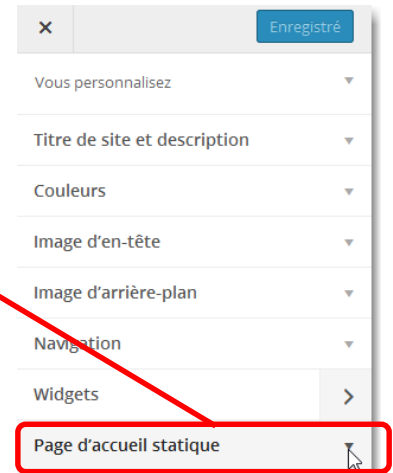 Enregistré
Vous personnalisez
Titre de site et description
Couleurs
Image d’en-tête
Image d’arrière-plan
Navigation
Widgets
Page d’accueil statique